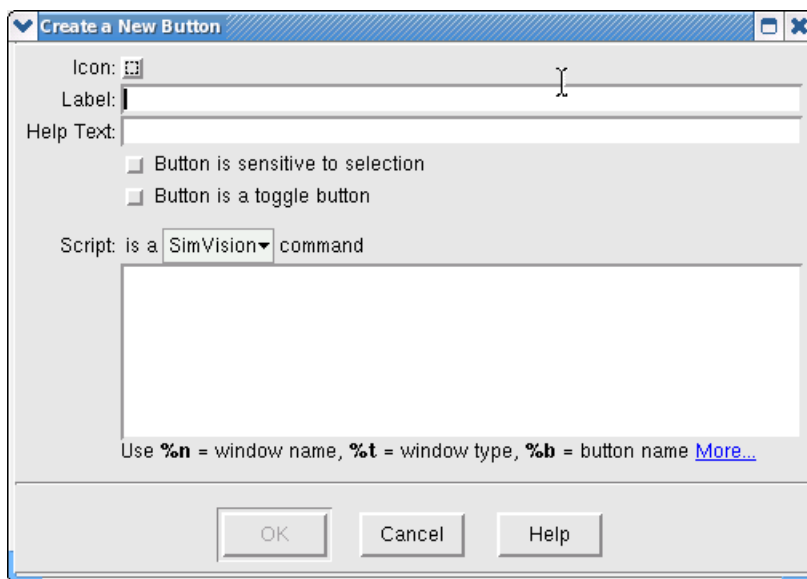 Create a New Button
Icon:
Label:
Help Text:
Button is sensitive to selection
Button is a toggle button
Script: is a SimVision command
Use %n = window name, %t = window type, %b = button name More...
OK Cancel Help